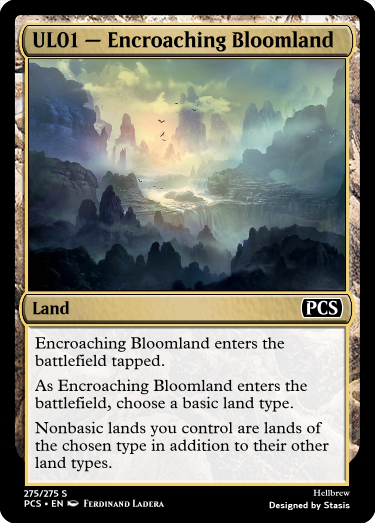 UL01 — Encroaching Bloomland
Land
PCS
Encroaching Bloomland enters the
battlefield tapped.
As Encroaching Bloomland enters the
battlefield, choose a basic land type.
Nonbasic lands you control are lands of
the chosen type in addition to their other
land types.
275/275 S
Hellbrew
PCS • EN Ferdinand Ladera
Designed by Stasis